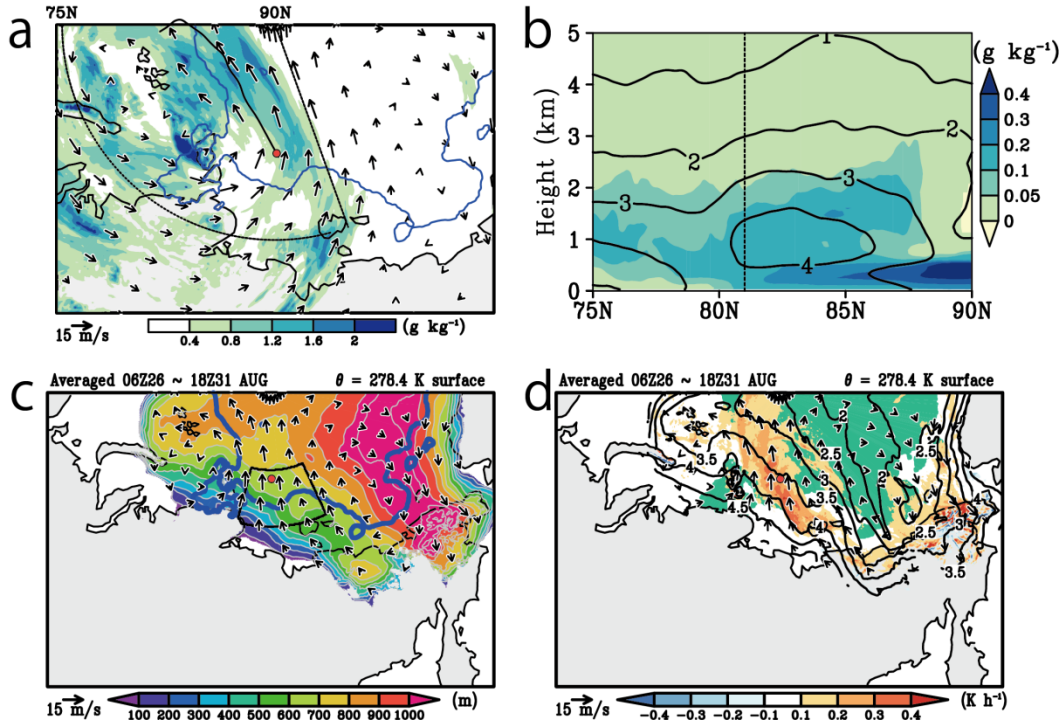 a
75N 90N
15 m/s
0.4 0.8 1.2 1.6 2
(g kg⁻¹)
b
(g kg⁻¹)
Height (km)
5
4
3
2
1
0
1
2
2
3
3
4
75N 80N 85N 90N
0.4
0.3
0.2
0.1
0.05
0
c
Averaged 06Z26 ~ 18Z31 AUG θ = 278.4 K surface
15 m/s
100 200 300 400 500 600 700 800 900 1000
(m)
d
Averaged 06Z26 ~ 18Z31 AUG θ = 278.4 K surface
2
2.5
2.5
3.5
4
3
2
3.5
4.5
4
4
3
2.5
3.5
3.5
15 m/s
-0.4 -0.2 -0.1 0.1 0.2 0.4
(K h⁻¹)